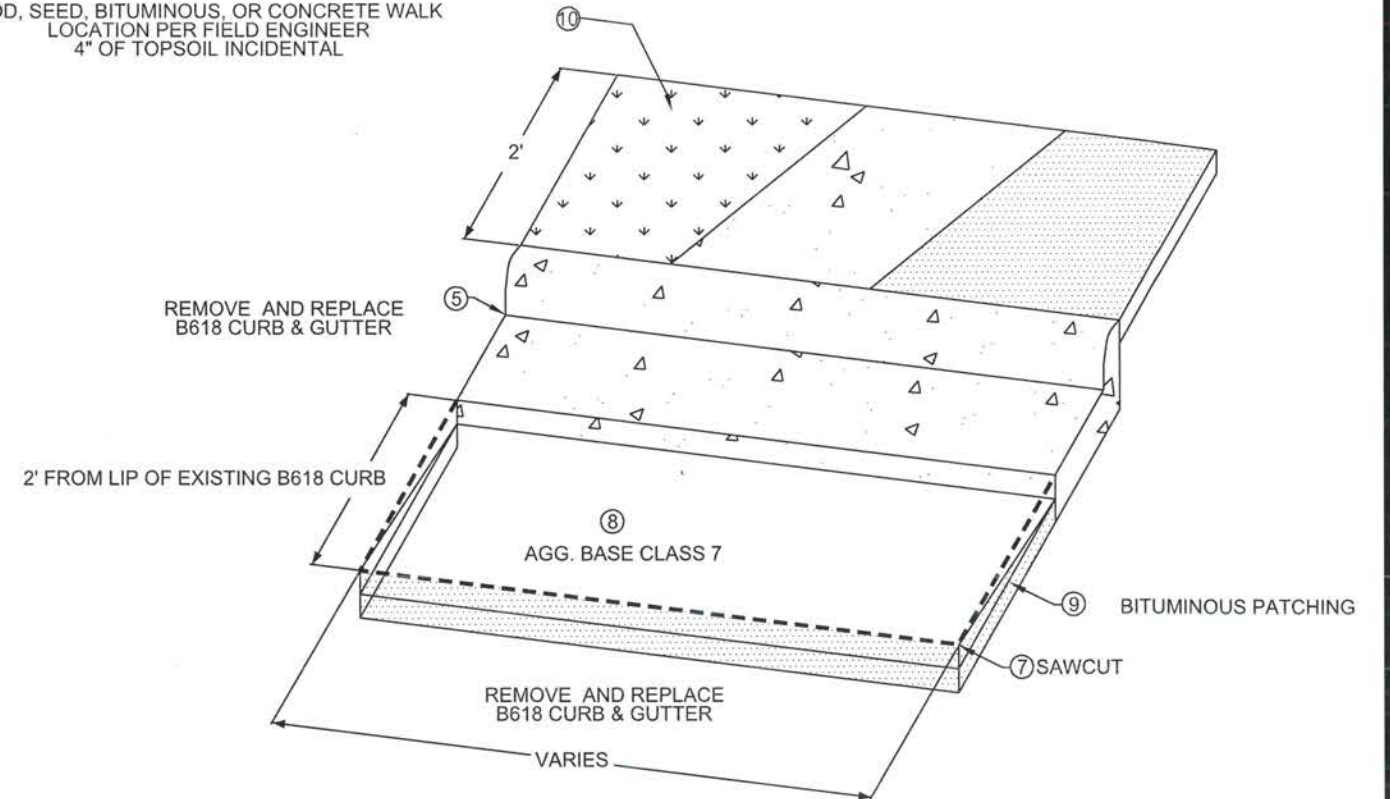 SEED, BITUMINOUS, OR CONCRETE WALK
LOCATION PER FIELD ENGINEER
4" OF TOPSOIL INCIDENTAL
10
2'
REMOVE AND REPLACE
B618 CURB & GUTTER
5
2' FROM LIP OF EXISTING B618 CURB
8
AGG. BASE CLASS 7
9 BITUMINOUS PATCHING
7 SAWCUT
REMOVE AND REPLACE
B618 CURB & GUTTER
VARIES